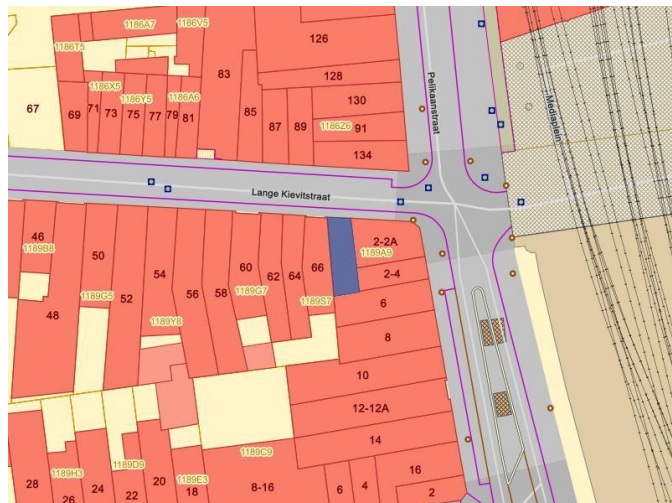 1186A7
1186V5
1186T5
126
Pelikaanstraat
Mediaplein
83
128
1186X5
67
69
71
73
1186Y5
75
77
1186A6
79
81
85
87
89
130
1186Z6
91
134
Lange Kievitstraat
46
1189B8
48
50
1189G5
52
54
1189Y8
56
58
60
1189G7
62
64
66
1189S7
2-2A
1189A9
2-4
6
8
10
12-12A
14
16
28
1189H3
26
24
1189D9
22
20
1189E3
18
1189C9
8-16
6
4
2